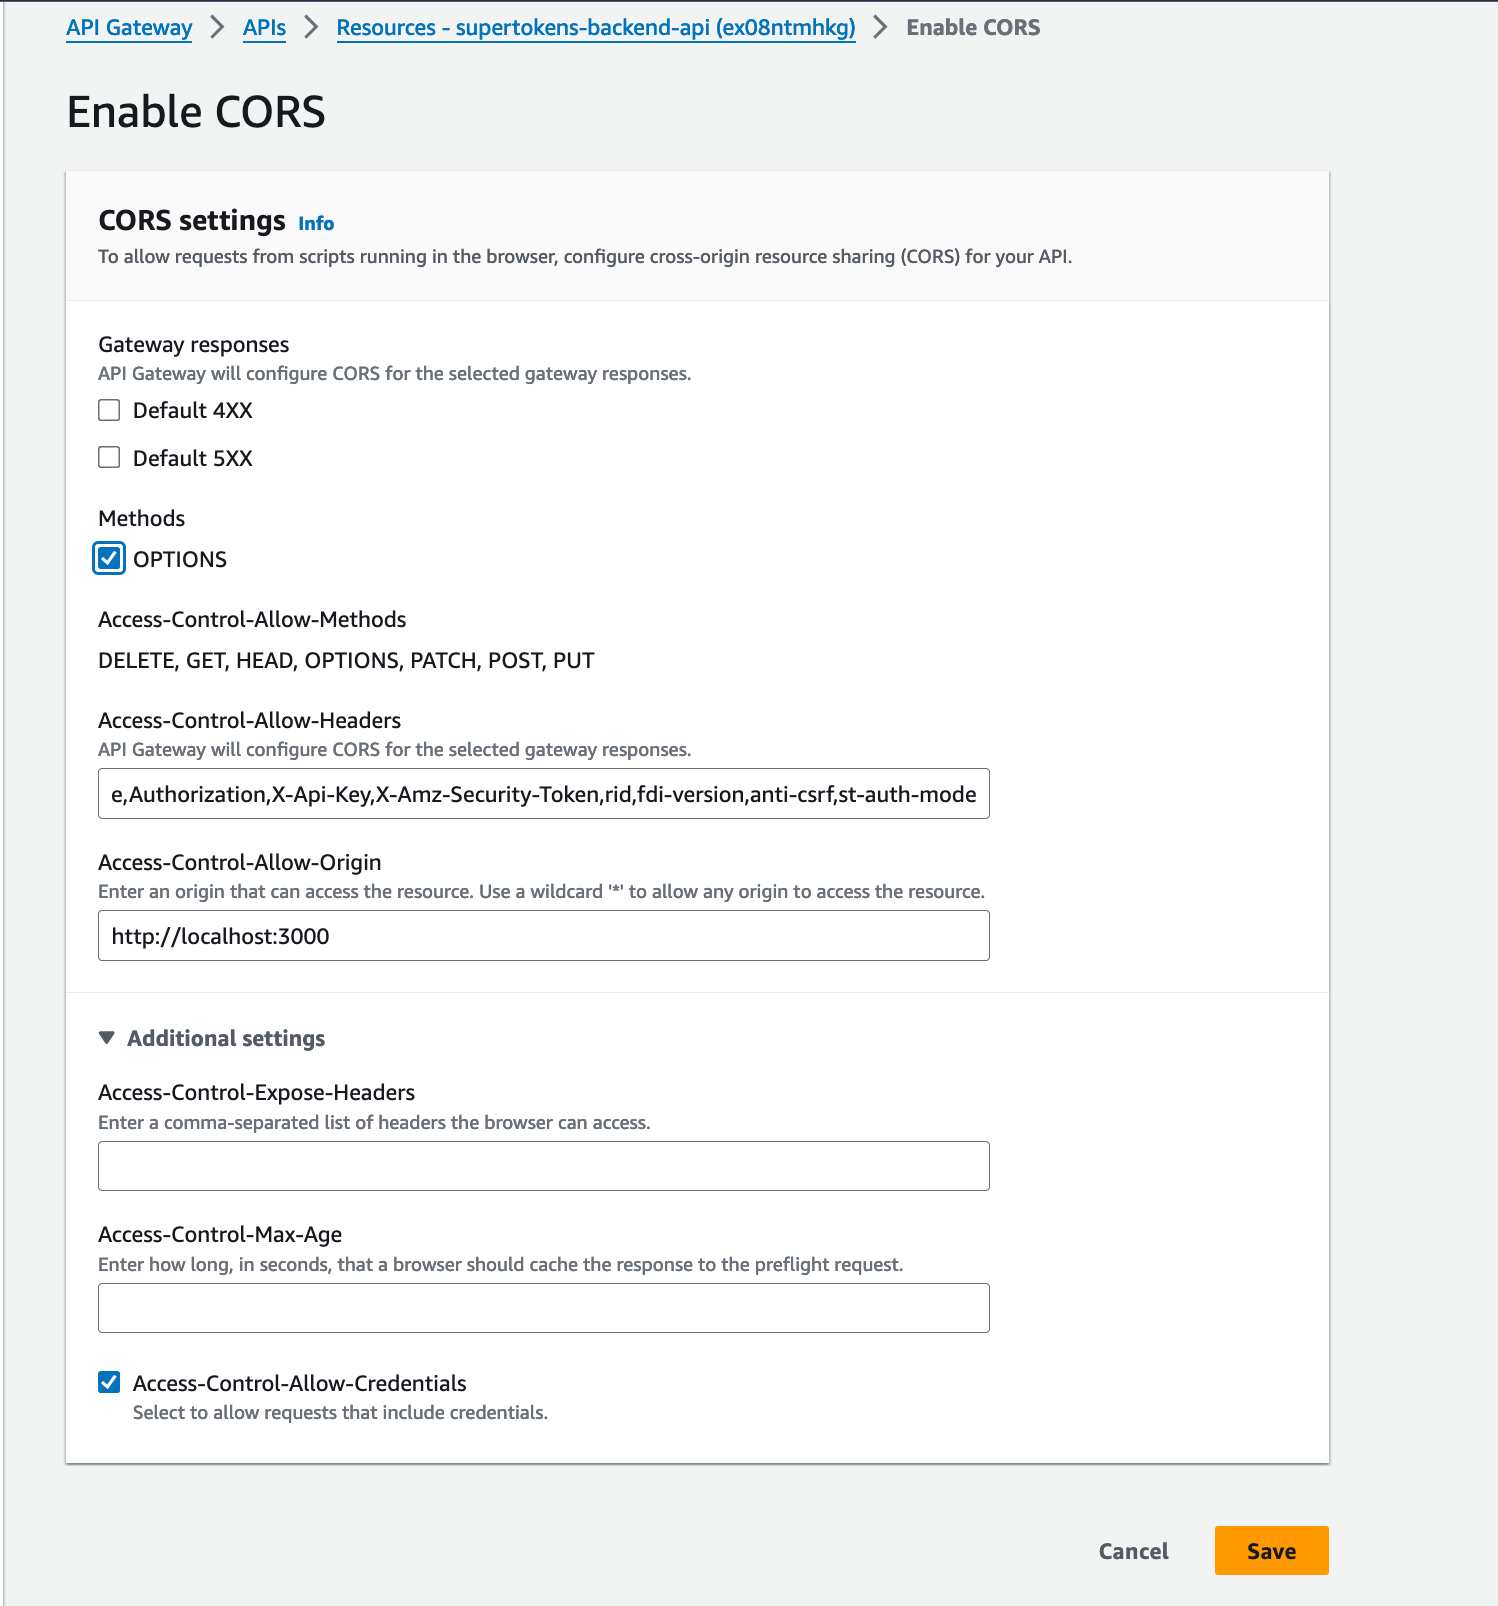 API Gateway > APIs > Resources - supertokens-backend-api (ex08ntmhkg) > Enable CORS
Enable CORS
CORS settings Info
To allow requests from scripts running in the browser, configure cross-origin resource sharing (CORS) for your API.
Gateway responses
API Gateway will configure CORS for the selected gateway responses.
Default 4XX
Default 5XX
Methods
OPTIONS
Access-Control-Allow-Methods
DELETE, GET, HEAD, OPTIONS, PATCH, POST, PUT
Access-Control-Allow-Headers
API Gateway will configure CORS for the selected gateway responses.
e,Authorization,X-Api-Key,X-Amz-Security-Token,rid,fdi-version,anti-csrf,st-auth-mode
Access-Control-Allow-Origin
Enter an origin that can access the resource. Use a wildcard '*' to allow any origin to access the resource.
http://localhost:3000
Additional settings
Access-Control-Expose-Headers
Enter a comma-separated list of headers the browser can access.
Access-Control-Max-Age
Enter how long, in seconds, that a browser should cache the response to the preflight request.
Access-Control-Allow-Credentials
Select to allow requests that include credentials.
Cancel
Save